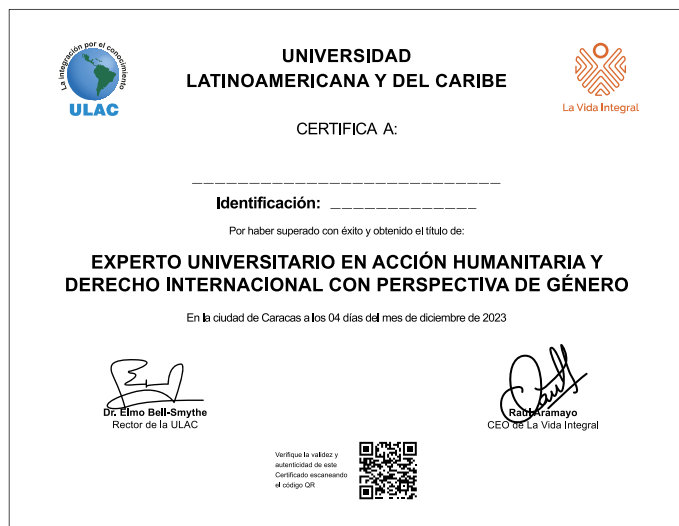 La integración por el conocimiento
ULAC
UNIVERSIDAD
LATINOAMERICANA Y DEL CARIBE
La Vida Integral
CERTIFICA A:
___________________________
Identificación: _____________
Por haber superado con éxito y obtenido el título de:
EXPERTO UNIVERSITARIO EN ACCIÓN HUMANITARIA Y
DERECHO INTERNACIONAL CON PERSPECTIVA DE GÉNERO
En la ciudad de Caracas a los 04 días del mes de diciembre de 2023
Dr. Elmo Bell-Smythe
Rector de la ULAC
Raúl Aramayo
CEO de La Vida Integral
Verifique la validez y
autenticidad de este
Certificado escaneando
el código QR